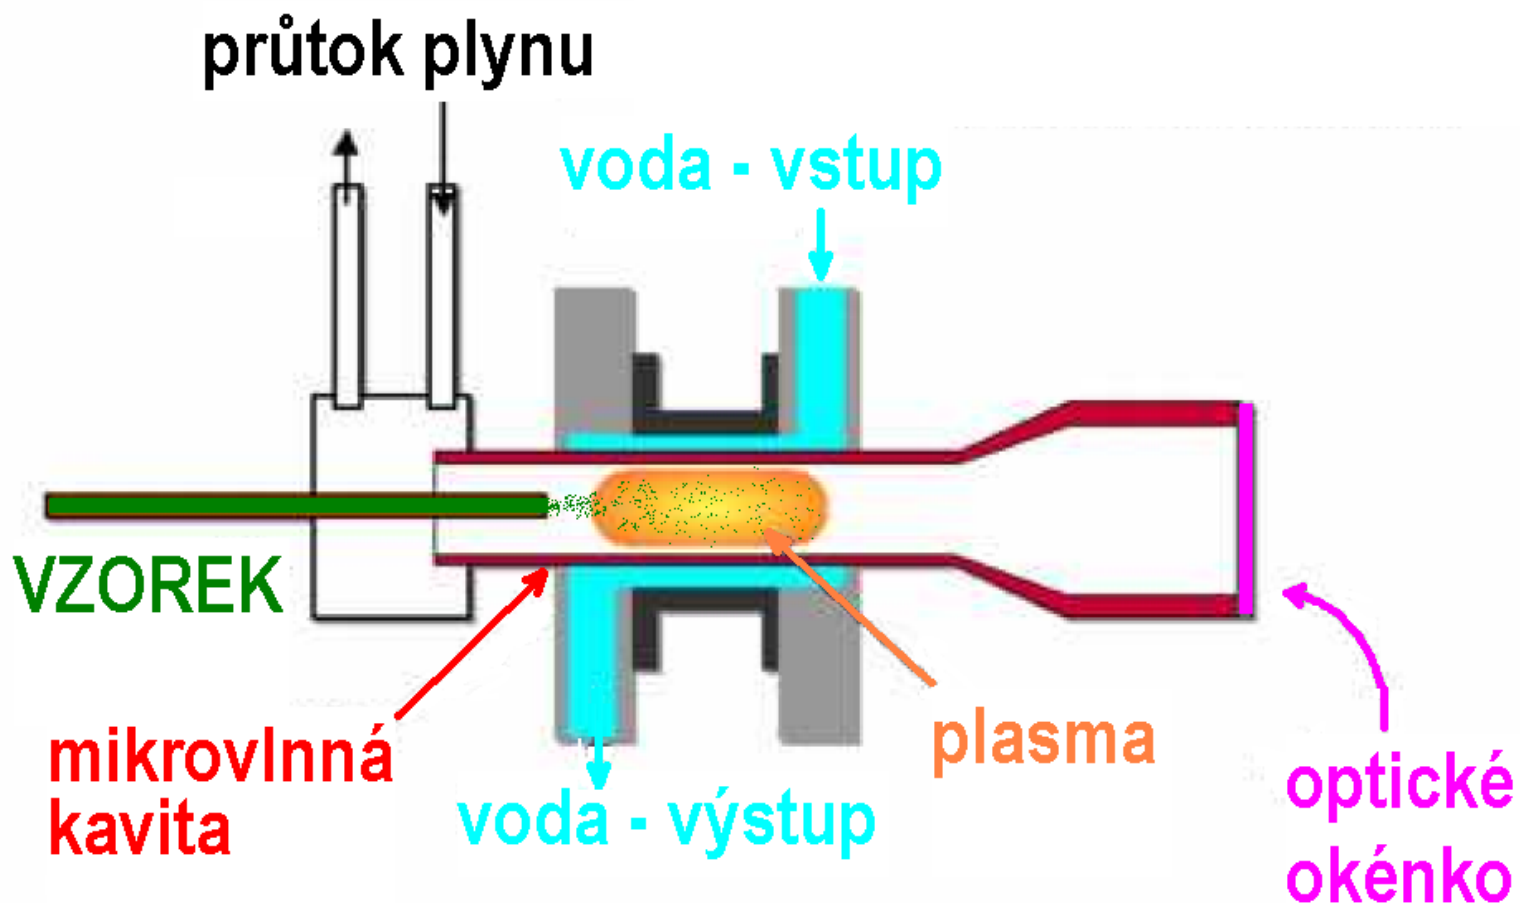 průtok plynu
voda - vstup
VZOREK
mikrovlnná
kavita
voda - výstup
plasma
optické
okénko